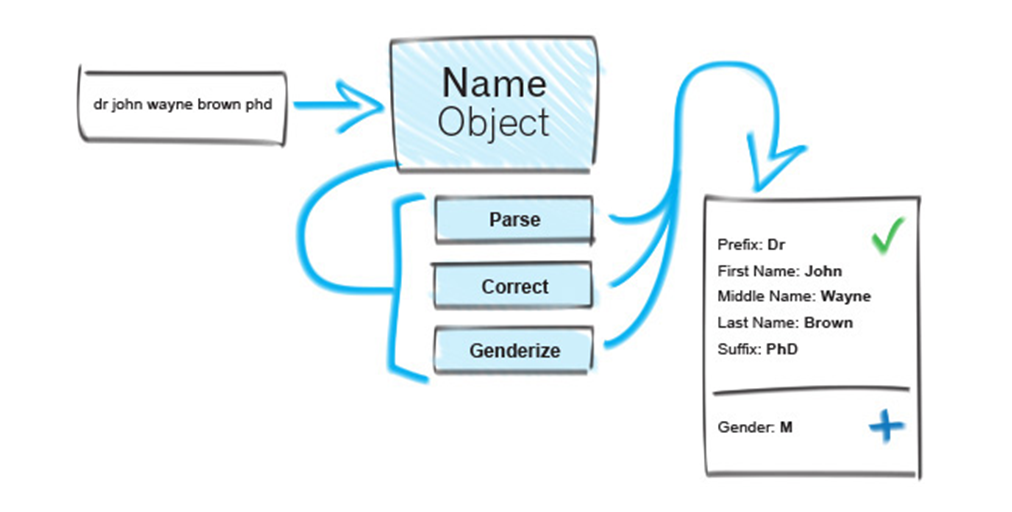 dr john wayne brown phd
Name
Object
Parse
Correct
Genderize
Prefix: Dr
First Name: John
Middle Name: Wayne
Last Name: Brown
Suffix: PhD
Gender: M